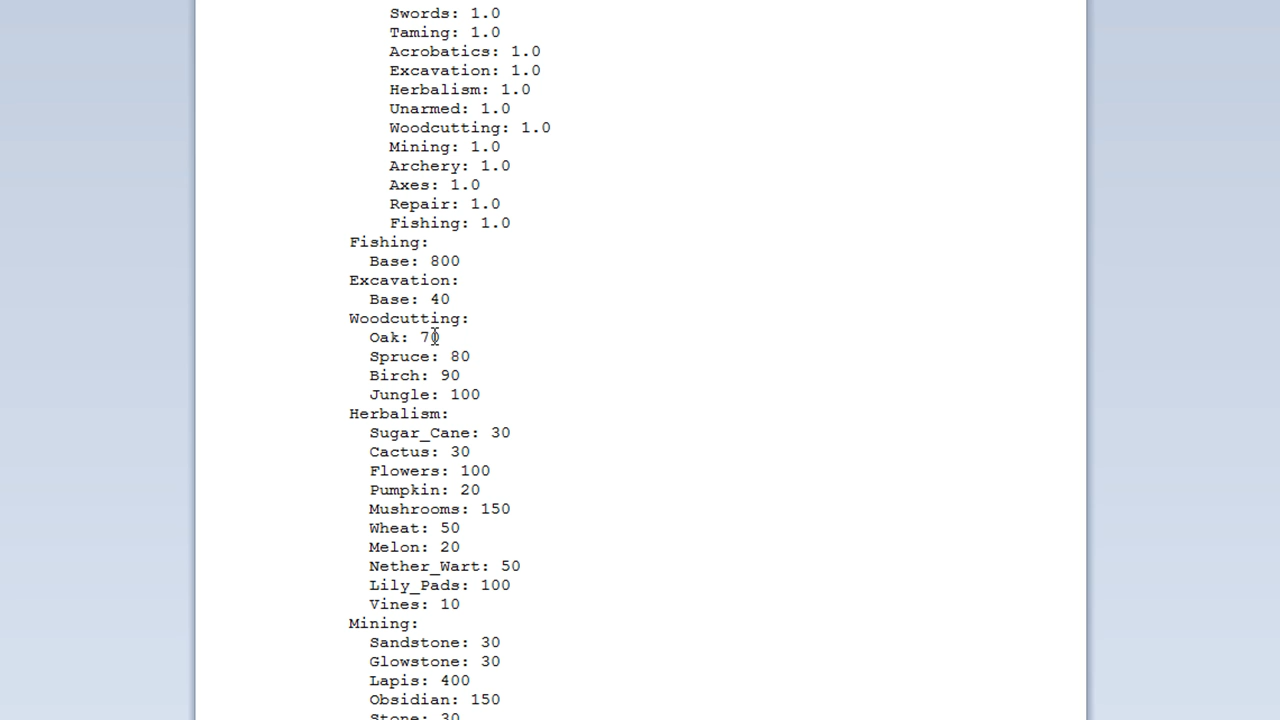 Swords: 1.0
Taming: 1.0
Acrobatics: 1.0
Excavation: 1.0
Herbalism: 1.0
Unarmed: 1.0
Woodcutting: 1.0
Mining: 1.0
Archery: 1.0
Axes: 1.0
Repair: 1.0
Fishing: 1.0
Fishing:
Base: 800
Excavation:
Base: 40
Woodcutting:
Oak: 70
Spruce: 80
Birch: 90
Jungle: 100
Herbalism:
Sugar_Cane: 30
Cactus: 30
Flowers: 100
Pumpkin: 20
Mushrooms: 150
Wheat: 50
Melon: 20
Nether_Wart: 50
Lily_Pads: 100
Vines: 10
Mining:
Sandstone: 30
Glowstone: 30
Lapis: 400
Obsidian: 150
Stone: 30